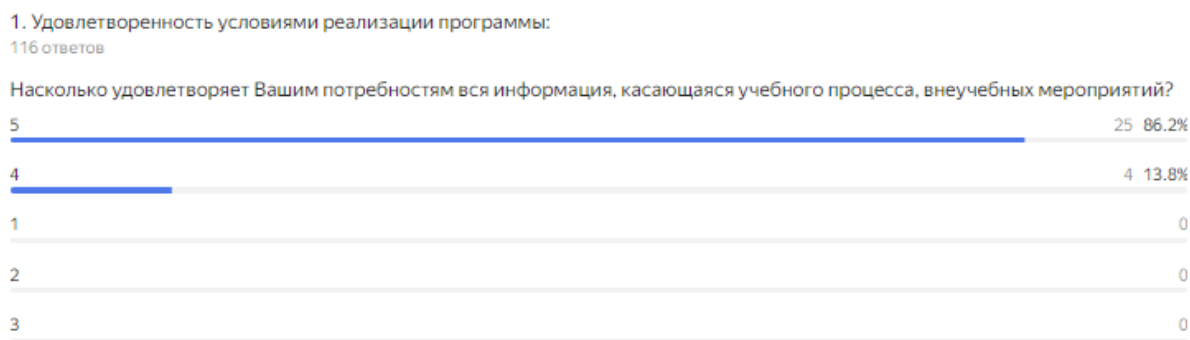 1. Удовлетворенность условиями реализации программы:
116 ответов
Насколько удовлетворяет Вашим потребностям вся информация, касающаяся учебного процесса, внеучебных мероприятий?
5 25 86.2%
4 4 13.8%
1 0
2 0
3 0